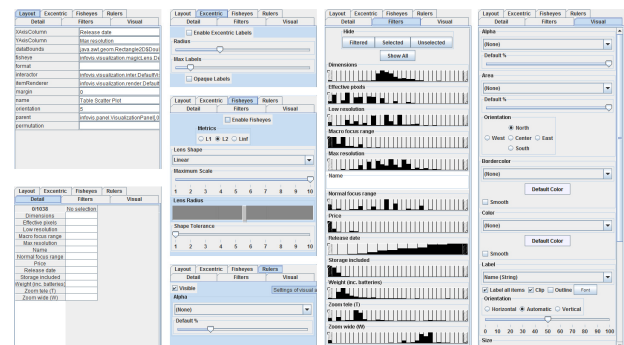 Layout Excentric Fisheyes Rulers
Detail Filters Visual
XAxisColumn Release date
YAxisColumn Max resolution
dataBounds java.awt.geom.Rectangle2D$Dou
fisheye infovis.visualization.magicLens.De
format
interactor infovis.visualization.inter.DefaultVi
itemRenderer infovis.visualization.render.Default
margin 0
name Table Scatter Plot
orientation
parent infovis.panel.VisualizationPanel[,0
permutation
Layout Excentric Fisheyes Rulers
Detail Filters Visual
0/1038 No selection
Dimensions
Effective pixels
Low resolution
Macro focus range
Max resolution
Name
Normal focus range
Price
Release date
Storage included
Weight (inc. batteries)
Zoom tele (T)
Zoom wide (W)
Layout Excentric Fisheyes Rulers
Detail Filters Visual
Enable Excentric Labels
Radius
Max Labels
Opaque Labels
Layout Excentric Fisheyes Rulers
Detail Filters Visual
Enable Fisheyes
Metrics
L1 L2 Linf
Lens Shape
Linear
Maximum Scale
1 2 3 4 5 6 7 8 9 10
Lens Radius
Shape Tolerance
1 2 3 4 5 6 7 8 9 10
Layout Excentric Fisheyes Rulers
Detail Filters Visual
Visible
Settings of visual a
Alpha
(None)
Default %
Layout Excentric Fisheyes Rulers
Detail Filters Visual
Hide
Filtered Selected Unselected
Show All
Dimensions
Effective pixels
Low resolution
Macro focus range
Max resolution
Name
Normal focus range
Price
Release date
Storage included
Weight (inc. batteries)
Zoom tele (T)
Zoom wide (W)
Layout Excentric Fisheyes Rulers
Detail Filters Visual
Alpha
(None)
Default %
Area
(None)
Default %
Orientation
North
West Center East
South
Bordercolor
(None)
Default Color
Smooth
Color
(None)
Default Color
Smooth
Label
Name (String)
Label all items Clip Outline Font
Orientation
Horizontal Automatic Vertical
0 10 20 30 40 50 60 70 80 90 100
Size